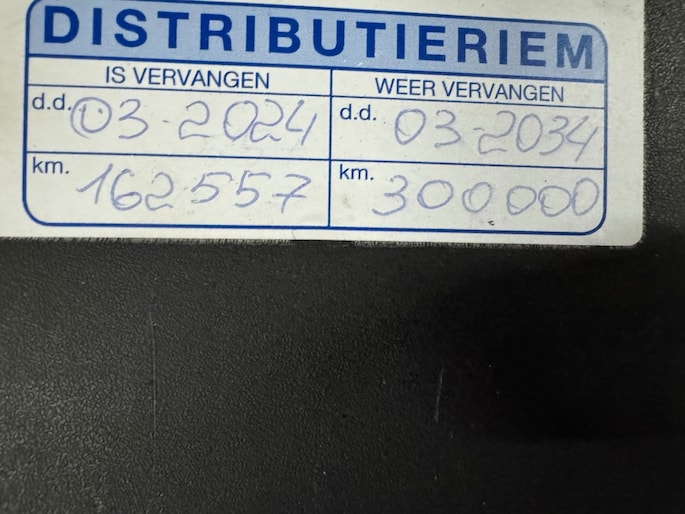 DISTRIBUTIERIEM
IS VERVANGEN WEER VERVANGEN
d.d. 03-2024 d.d. 03-2034
km. 162557 km. 300000